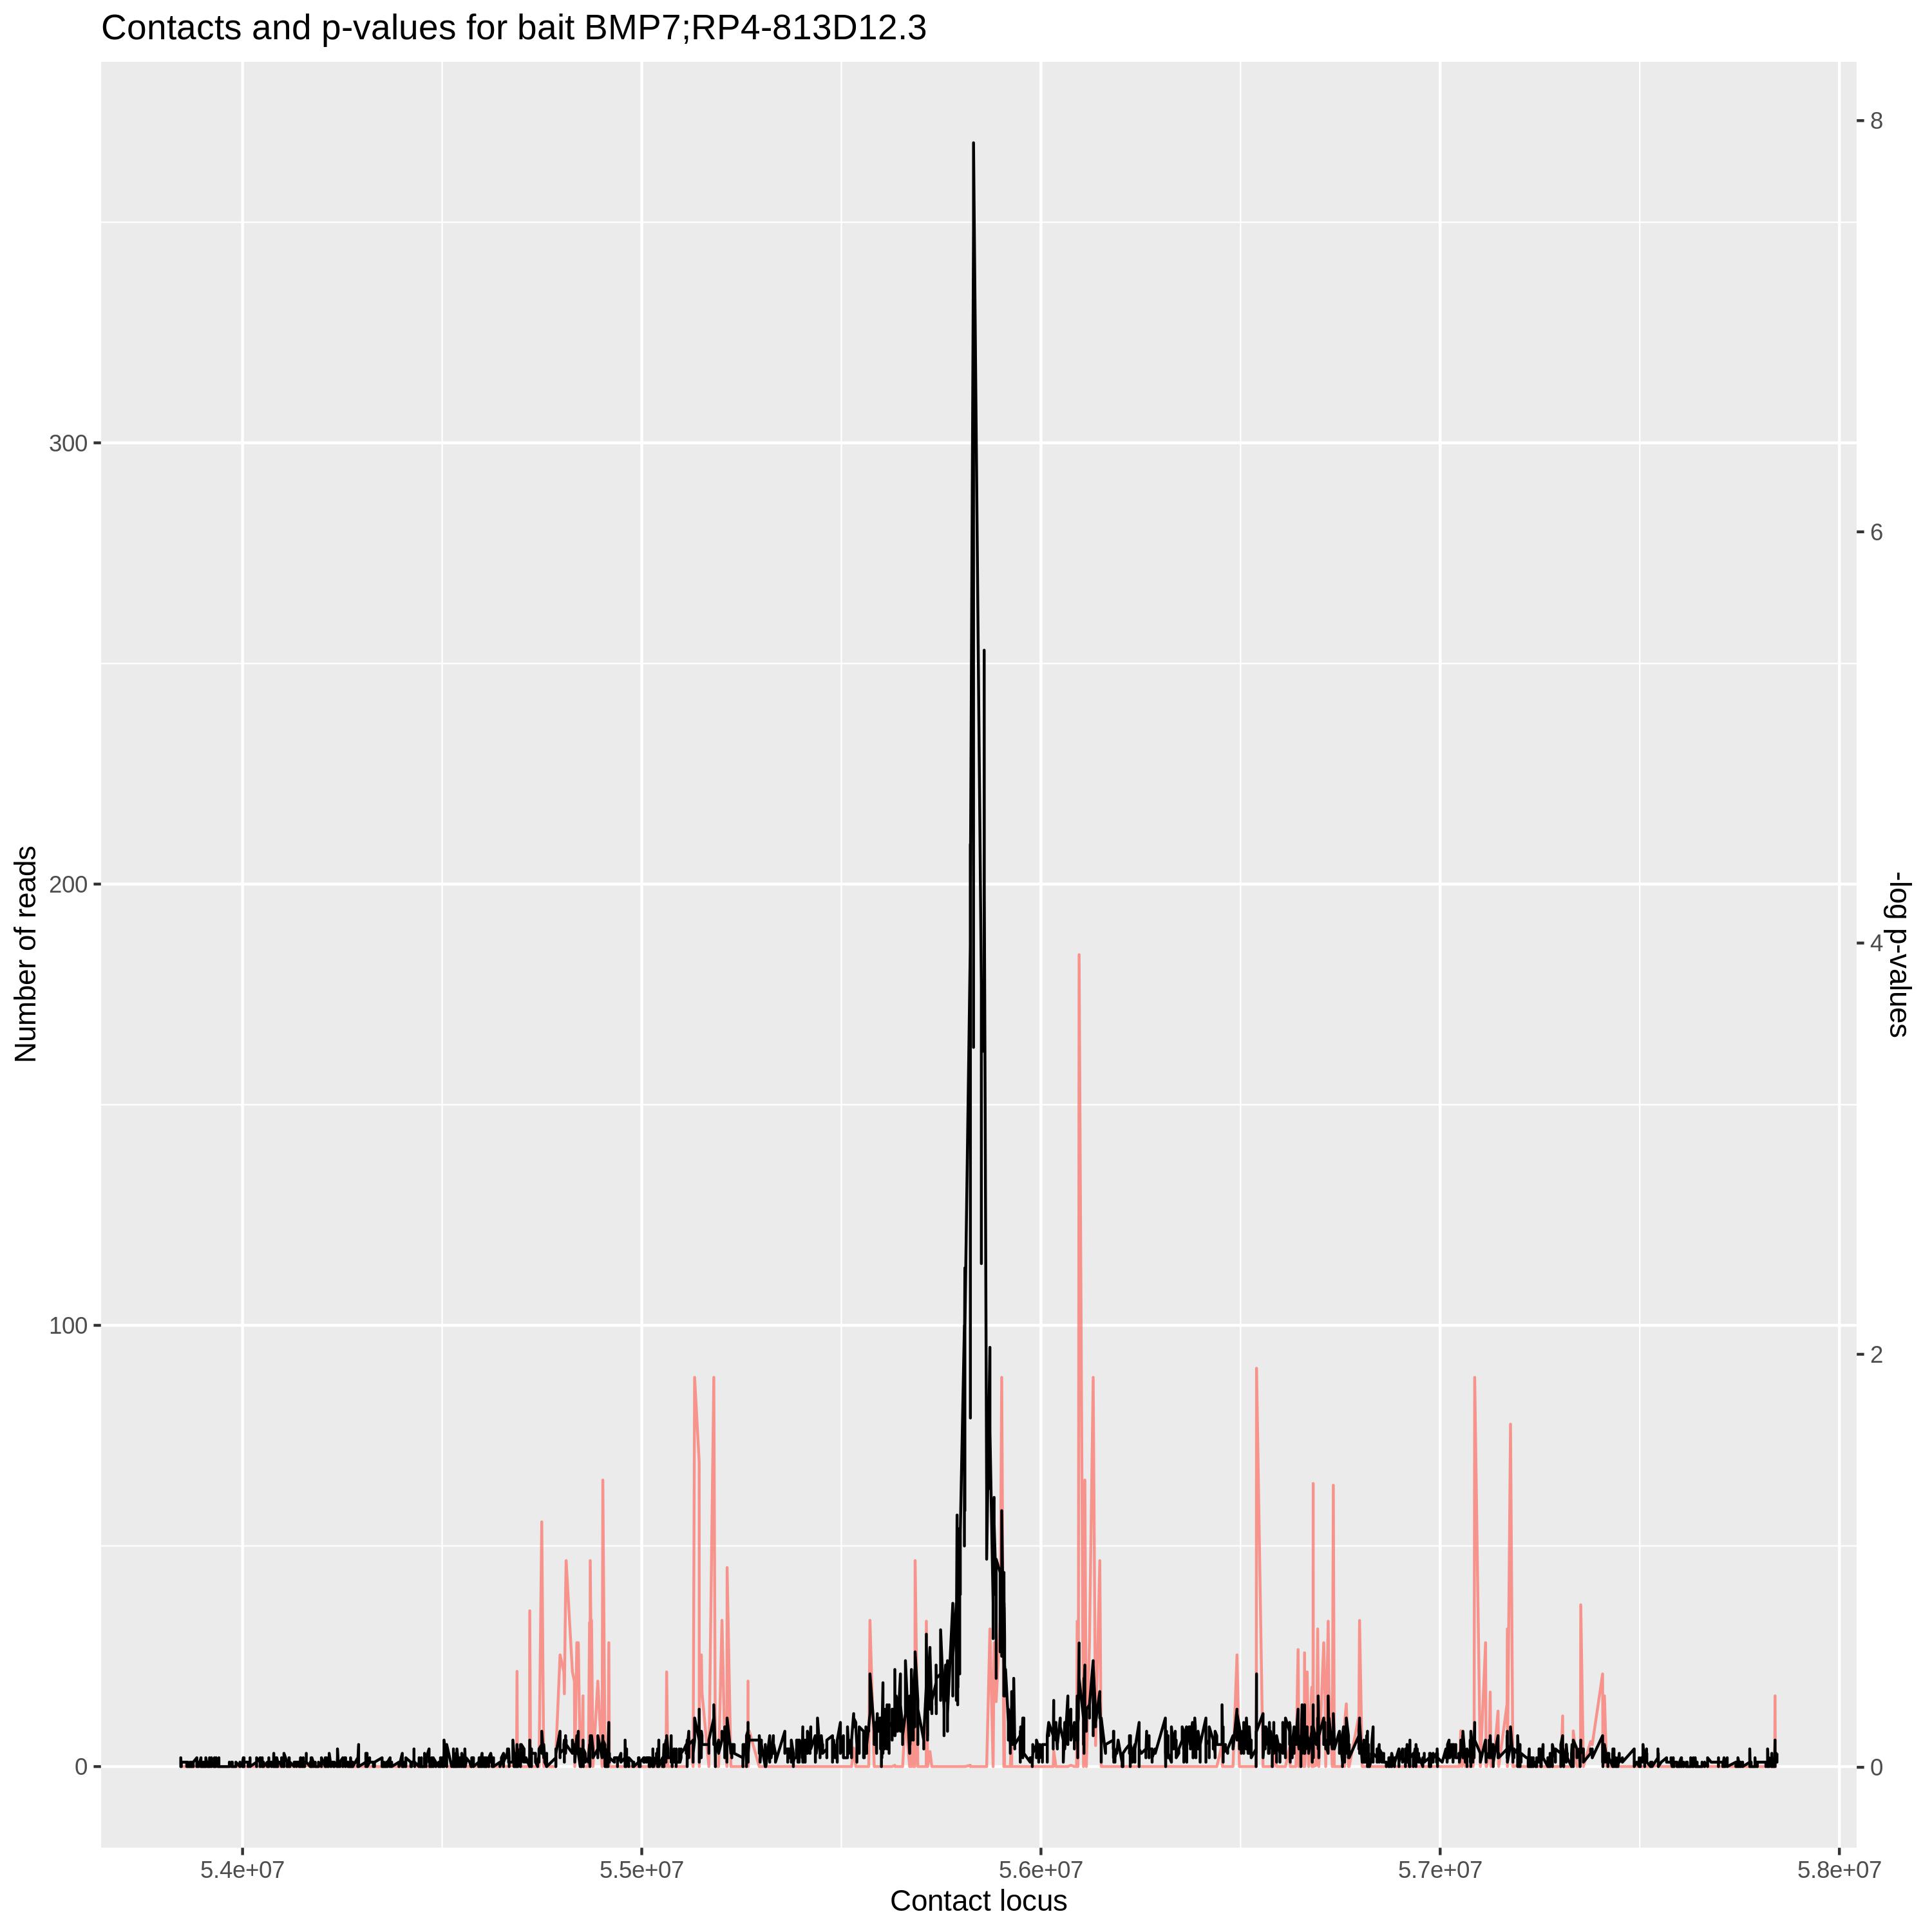 Contacts and p-values for bait BMP7;RP4-813D12.3
Number of reads
300
200
100
0
8
6
4
2
0
-log p-values
5.4e+07
5.5e+07
5.6e+07
5.7e+07
5.8e+07
Contact locus